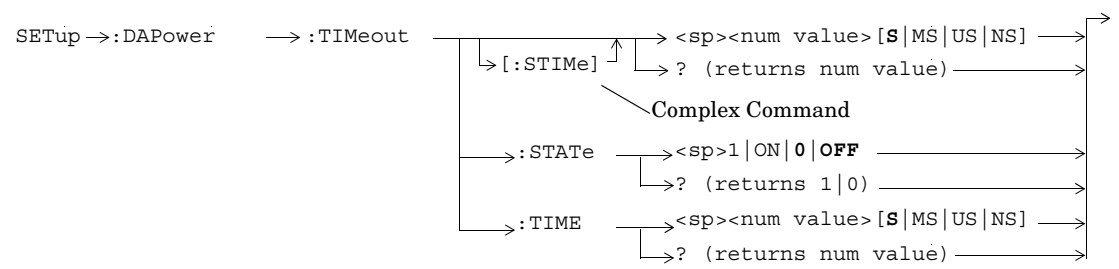 SETup :DAPower :TIMeout <sp><num value>[S|MS|US|NS]
[:STIMe] ? (returns num value)
Complex Command
:STATe <sp>1|ON|0|OFF
? (returns 1|0)
:TIME <sp><num value>[S|MS|US|NS]
? (returns num value)